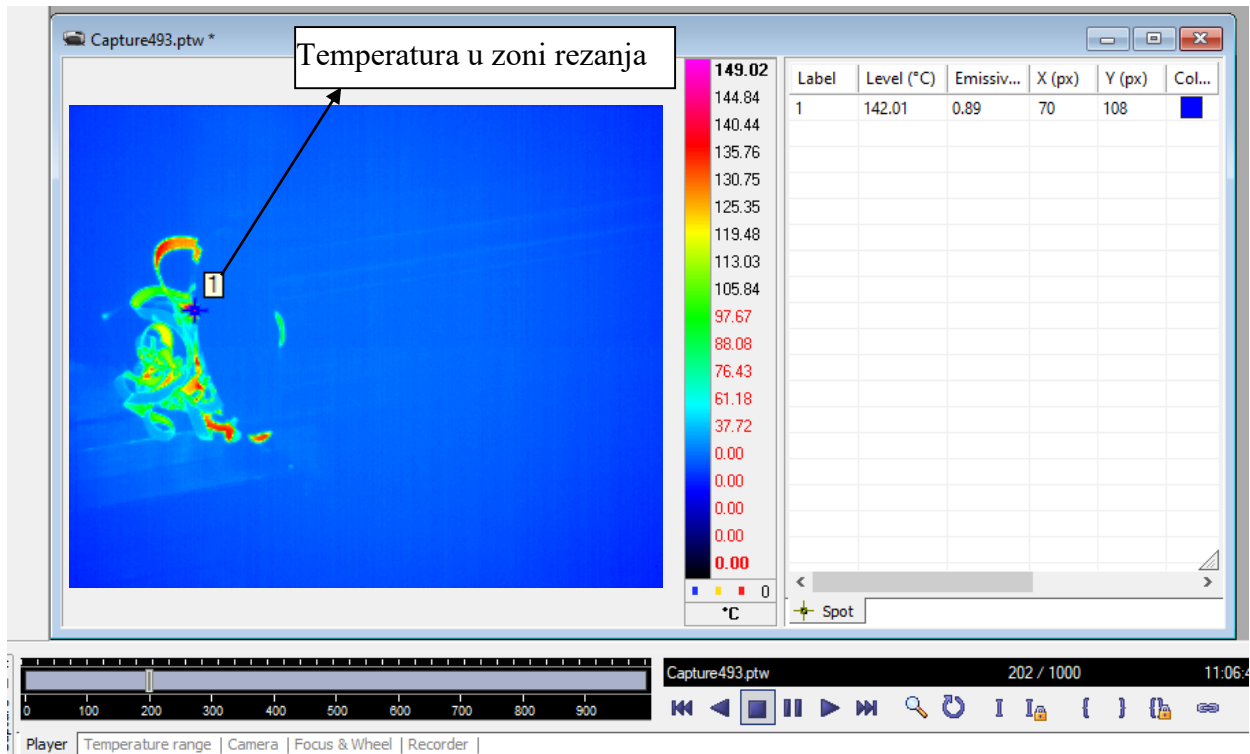 Capture493.ptw *
Temperatura u zoni rezanja
1
149.02
144.84
140.44
135.76
130.75
125.35
119.48
113.03
105.84
97.67
88.08
76.43
61.18
37.72
0.00
0.00
0.00
0.00
0.00
0
°C
Label Level (°C) Emissiv... X (px) Y (px) Col...
1 142.01 0.89 70 108
Spot
0 100 200 300 400 500 600 700 800 900
Capture493.ptw 202 / 1000 11:06:4
Player Temperature range Camera Focus & Wheel Recorder